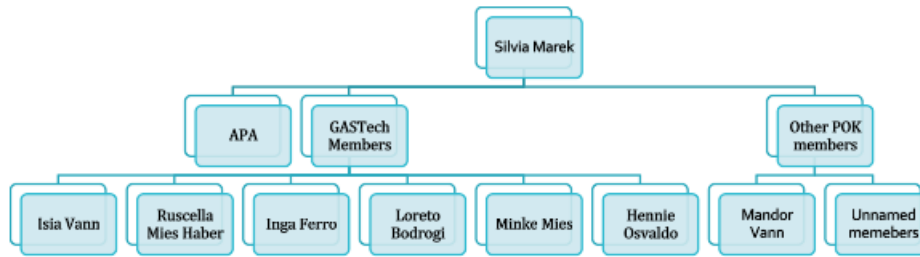 Silvia Marek
APA
GASTech
Members
Other POK
members
Isia Vann
Ruscella
Mies Haber
Inga Ferro
Loreto
Bodrogi
Minke Mies
Hennie
Osvaldo
Mandor
Vann
Unnamed
memebers